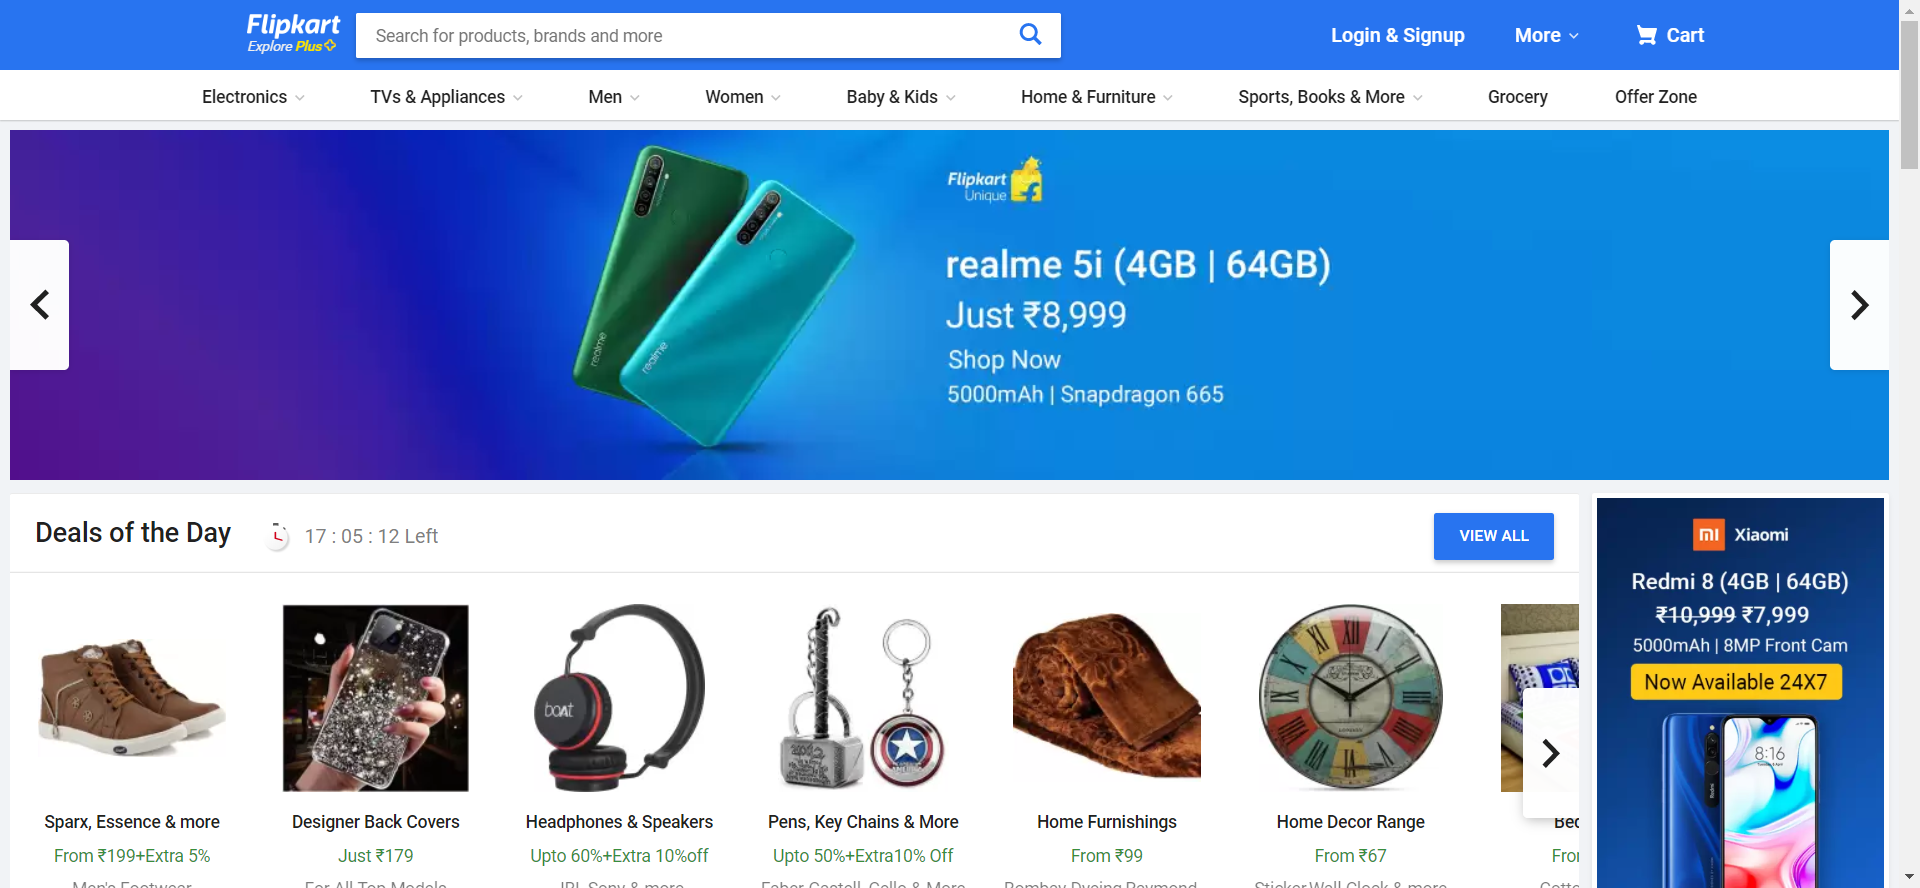 Flipkart
Explore Plus
Search for products, brands and more
Login & Signup
More
Cart
Electronics
TVs & Appliances
Men
Women
Baby & Kids
Home & Furniture
Sports, Books & More
Grocery
Offer Zone
Flipkart
Unique
realme 5i (4GB | 64GB)
Just ₹8,999
Shop Now
5000mAh | Snapdragon 665
realme
realme
Deals of the Day
17 : 05 : 12 Left
VIEW ALL
boAt
Sparx, Essence & more
From ₹199+Extra 5%
Men's Footwear
Designer Back Covers
Just ₹179
For All Top Models
Headphones & Speakers
Upto 60%+Extra 10%off
JBL, Sony & more
Pens, Key Chains & More
Upto 50%+Extra10% Off
Faber-Castell, Cello & More
Home Furnishings
From ₹99
Bombay Dyeing, Raymond
Home Decor Range
From ₹67
Sticker, Wall Clock & more
mi Xiaomi
Redmi 8 (4GB | 64GB)
₹10,999 ₹7,999
5000mAh | 8MP Front Cam
Now Available 24X7
8:16
Redmi